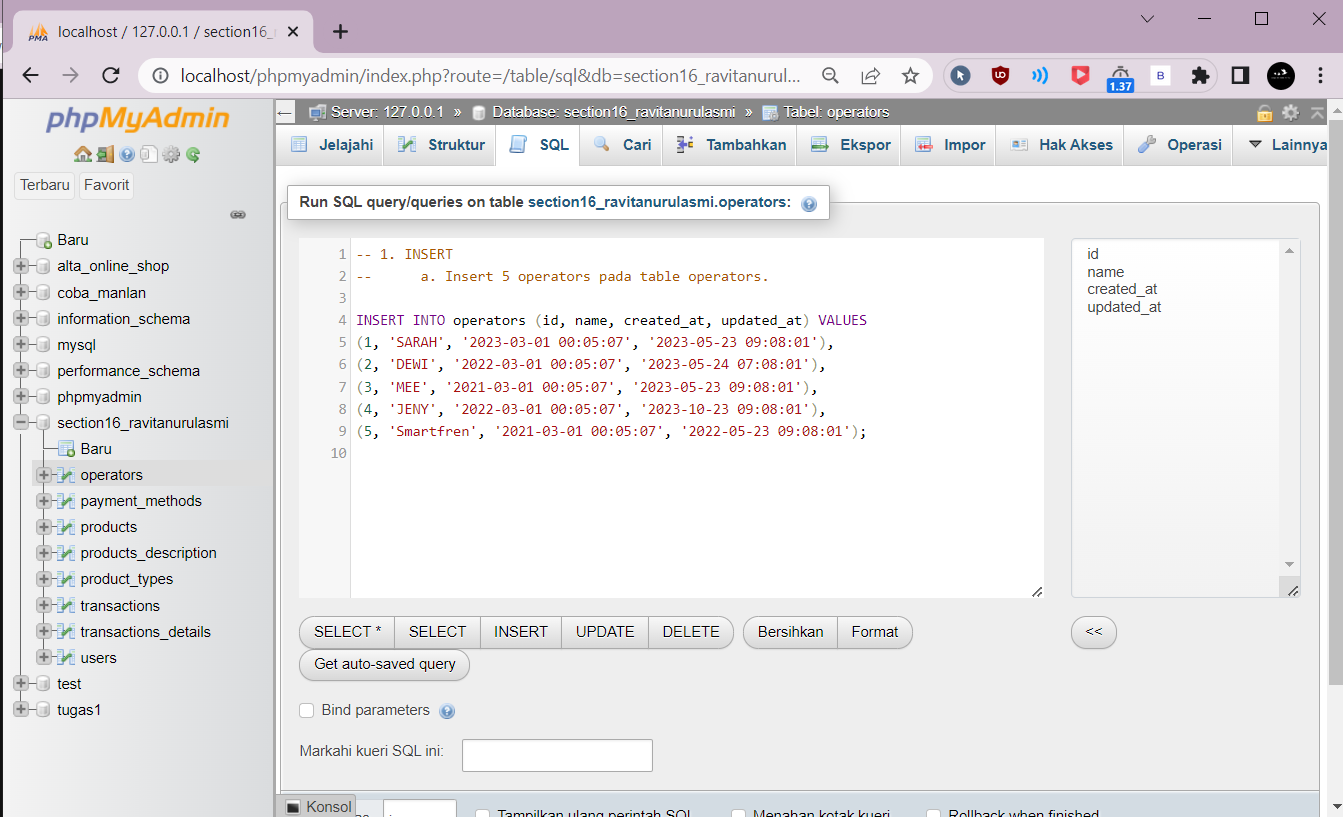 localhost / 127.0.0.1 / section16_
localhost/phpmyadmin/index.php?route=/table/sql&db=section16_ravitanurul...
1.37
B
phpMyAdmin
Terbaru
Favorit
Baru
alta_online_shop
coba_manlan
information_schema
mysql
performance_schema
phpmyadmin
section16_ravitanurulasmi
Baru
operators
payment_methods
products
products_description
product_types
transactions
transactions_details
users
test
tugas1
Server: 127.0.0.1 » Database: section16_ravitanurulasmi » Tabel: operators
Jelajahi
Struktur
SQL
Cari
Tambahkan
Ekspor
Impor
Hak Akses
Operasi
Lainnya
Run SQL query/queries on table section16_ravitanurulasmi.operators:
1 -- 1. INSERT
2 --      a. Insert 5 operators pada table operators.
3
4 INSERT INTO operators (id, name, created_at, updated_at) VALUES
5 (1, 'SARAH', '2023-03-01 00:05:07', '2023-05-23 09:08:01'),
6 (2, 'DEWI', '2022-03-01 00:05:07', '2023-05-24 07:08:01'),
7 (3, 'MEE', '2021-03-01 00:05:07', '2023-05-23 09:08:01'),
8 (4, 'JENY', '2022-03-01 00:05:07', '2023-10-23 09:08:01'),
9 (5, 'Smartfren', '2021-03-01 00:05:07', '2022-05-23 09:08:01');
10
id
name
created_at
updated_at
SELECT *
SELECT
INSERT
UPDATE
DELETE
Bersihkan
Format
<<
Get auto-saved query
Bind parameters
Markahi kueri SQL ini:
Konsol
Tampilkan ulang perintah SQL
Menahan kotak kueri
Rollback when finished